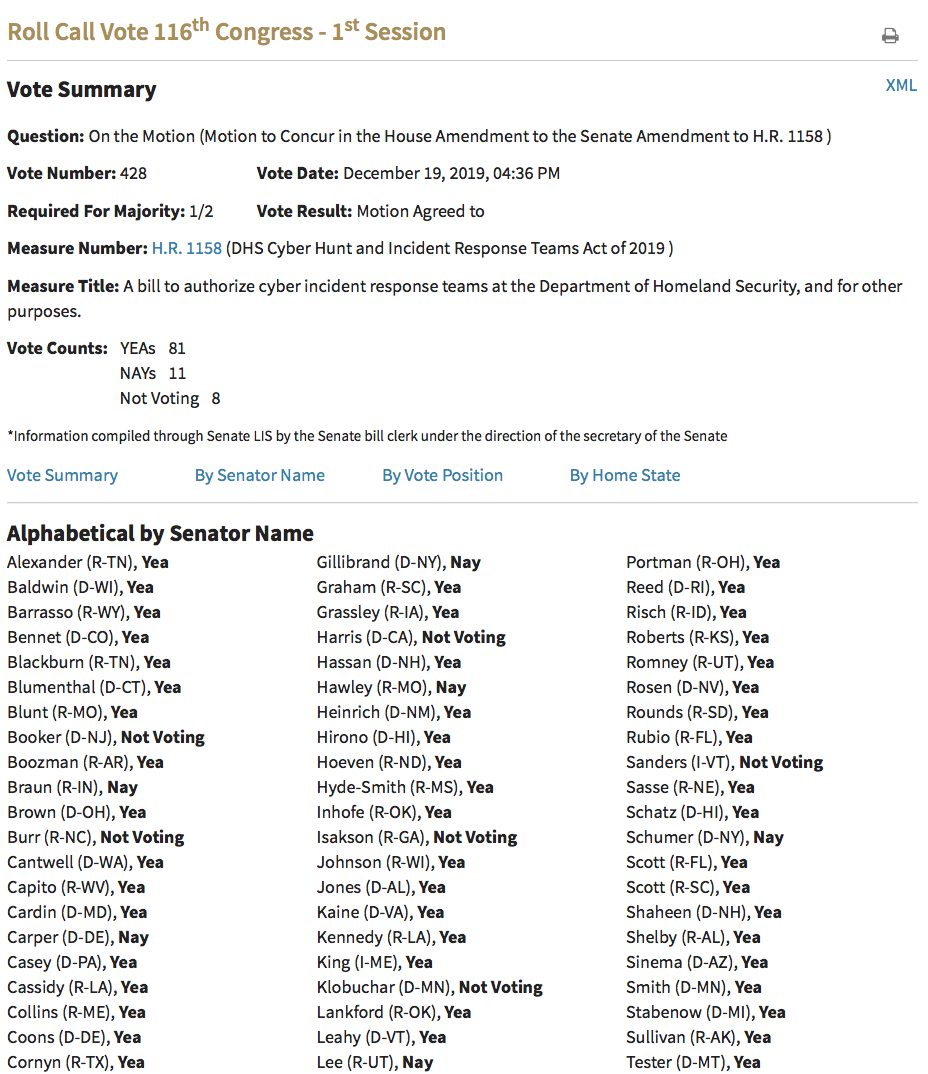 Roll Call Vote 116th Congress - 1st Session
Vote Summary
XML
Question: On the Motion (Motion to Concur in the House Amendment to the Senate Amendment to H.R. 1158 )
Vote Number: 428 Vote Date: December 19, 2019, 04:36 PM
Required For Majority: 1/2 Vote Result: Motion Agreed to
Measure Number: H.R. 1158 (DHS Cyber Hunt and Incident Response Teams Act of 2019 )
Measure Title: A bill to authorize cyber incident response teams at the Department of Homeland Security, and for other
purposes.
Vote Counts: YEAs 81
NAYs 11
Not Voting 8
*Information compiled through Senate LIS by the Senate bill clerk under the direction of the secretary of the Senate
Vote Summary By Senator Name By Vote Position By Home State
Alphabetical by Senator Name
Alexander (R-TN), Yea
Baldwin (D-WI), Yea
Barrasso (R-WY), Yea
Bennet (D-CO), Yea
Blackburn (R-TN), Yea
Blumenthal (D-CT), Yea
Blunt (R-MO), Yea
Booker (D-NJ), Not Voting
Boozman (R-AR), Yea
Braun (R-IN), Nay
Brown (D-OH), Yea
Burr (R-NC), Not Voting
Cantwell (D-WA), Yea
Capito (R-WV), Yea
Cardin (D-MD), Yea
Carper (D-DE), Nay
Casey (D-PA), Yea
Cassidy (R-LA), Yea
Collins (R-ME), Yea
Coons (D-DE), Yea
Cornyn (R-TX), Yea
Gillibrand (D-NY), Nay
Graham (R-SC), Yea
Grassley (R-IA), Yea
Harris (D-CA), Not Voting
Hassan (D-NH), Yea
Hawley (R-MO), Nay
Heinrich (D-NM), Yea
Hirono (D-HI), Yea
Hoeven (R-ND), Yea
Hyde-Smith (R-MS), Yea
Inhofe (R-OK), Yea
Isakson (R-GA), Not Voting
Johnson (R-WI), Yea
Jones (D-AL), Yea
Kaine (D-VA), Yea
Kennedy (R-LA), Yea
King (I-ME), Yea
Klobuchar (D-MN), Not Voting
Lankford (R-OK), Yea
Leahy (D-VT), Yea
Lee (R-UT), Nay
Portman (R-OH), Yea
Reed (D-RI), Yea
Risch (R-ID), Yea
Roberts (R-KS), Yea
Romney (R-UT), Yea
Rosen (D-NV), Yea
Rounds (R-SD), Yea
Rubio (R-FL), Yea
Sanders (I-VT), Not Voting
Sasse (R-NE), Yea
Schatz (D-HI), Yea
Schumer (D-NY), Nay
Scott (R-FL), Yea
Scott (R-SC), Yea
Shaheen (D-NH), Yea
Shelby (R-AL), Yea
Sinema (D-AZ), Yea
Smith (D-MN), Yea
Stabenow (D-MI), Yea
Sullivan (R-AK), Yea
Tester (D-MT), Yea